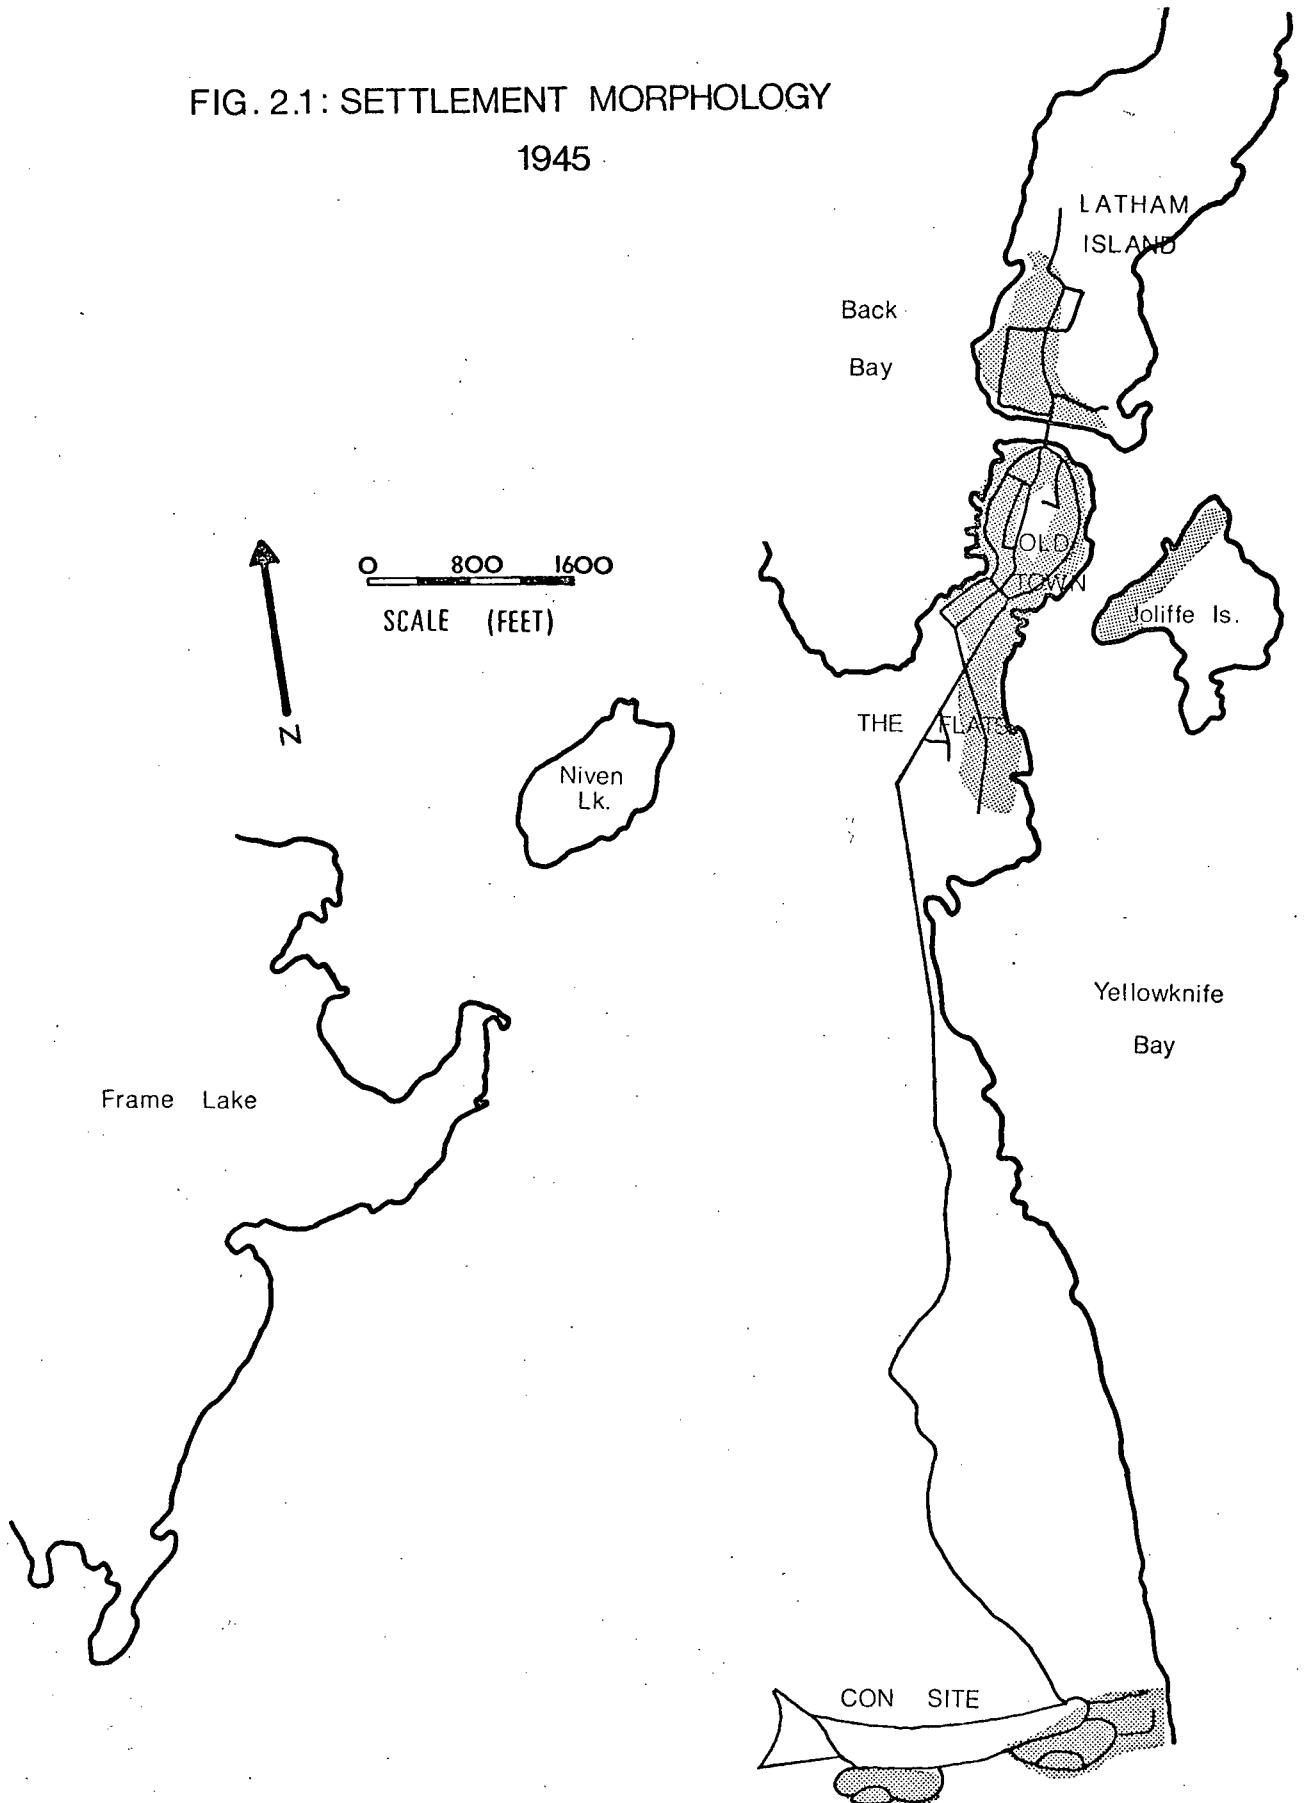 FIG. 2.1: SETTLEMENT MORPHOLOGY
1945
LATHAM
ISLAND
Back
Bay
OLD
TOWN
0 800 1600
SCALE (FEET)
Joliffe Is.
N
THE FLATS
Niven
Lk.
Yellowknife
Bay
Frame Lake
CON SITE